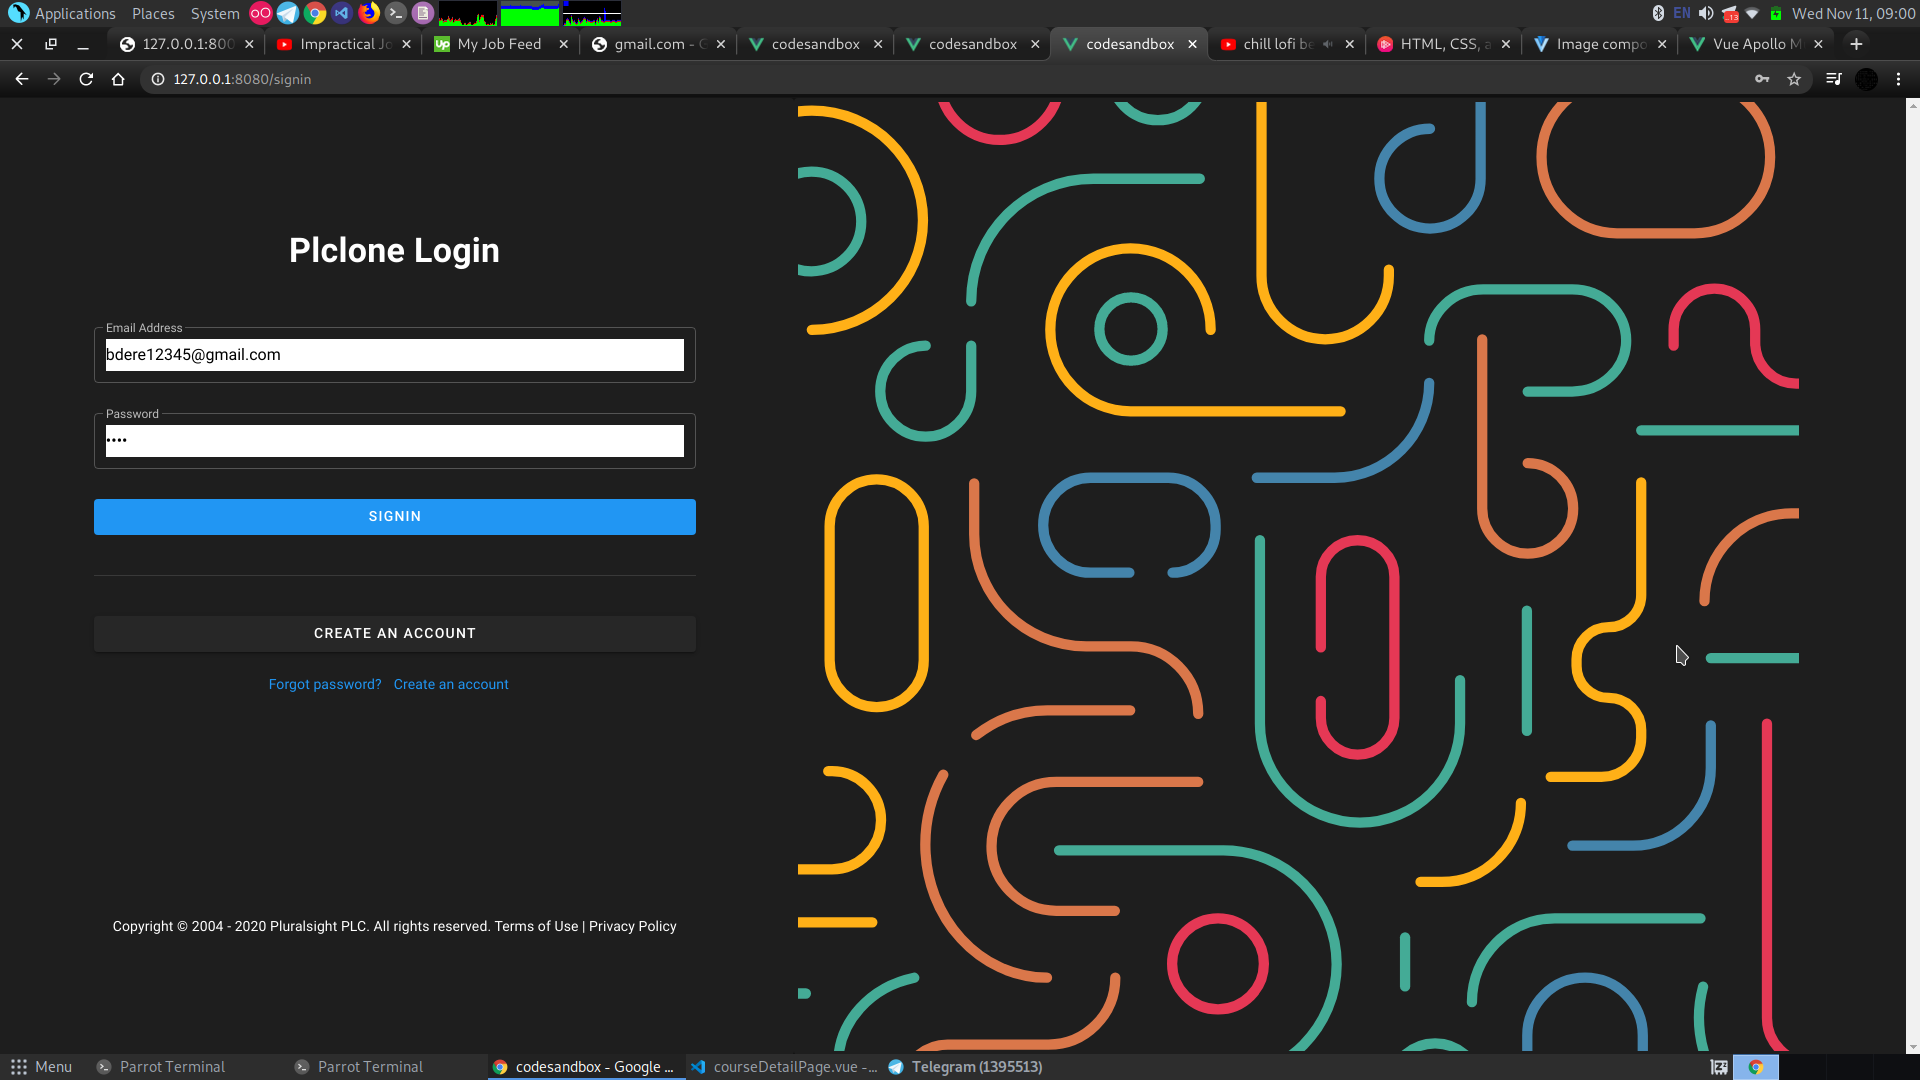 Applications Places System EN -13 Wed Nov 11, 09:00
127.0.0.1:800 Impractical Jo My Job Feed gmail.com - G codesandbox codesandbox codesandbox chill lofi be HTML, CSS, a Image compo Vue Apollo M
127.0.0.1:8080/signin
Plclone Login
Email Address
bdere12345@gmail.com
Password
••••
SIGNIN
CREATE AN ACCOUNT
Forgot password? Create an account
Copyright © 2004 - 2020 Pluralsight PLC. All rights reserved. Terms of Use | Privacy Policy
Menu Parrot Terminal Parrot Terminal codesandbox - Google ... courseDetailPage.vue -... Telegram (1395513)